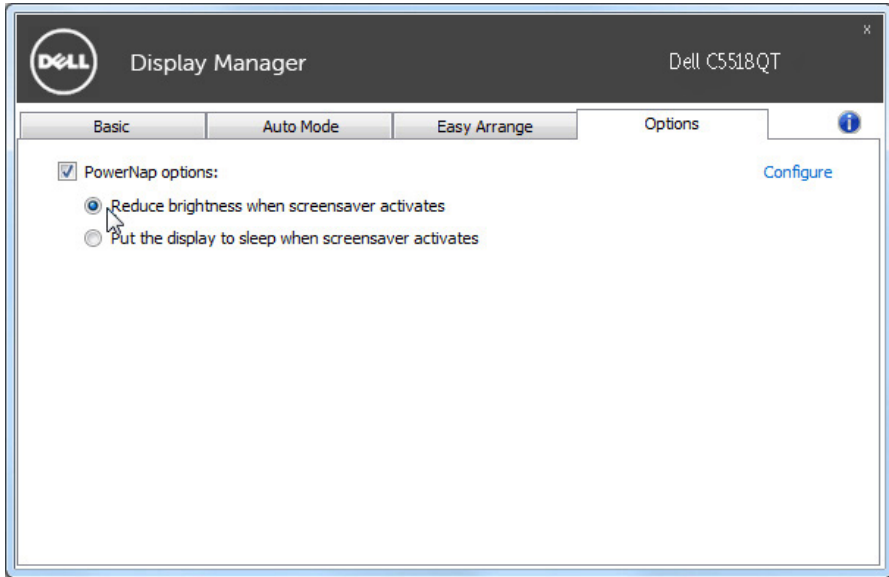 x
DELL Display Manager Dell C5518QT
Basic Auto Mode Easy Arrange Options i
PowerNap options: Configure
Reduce brightness when screensaver activates
Put the display to sleep when screensaver activates